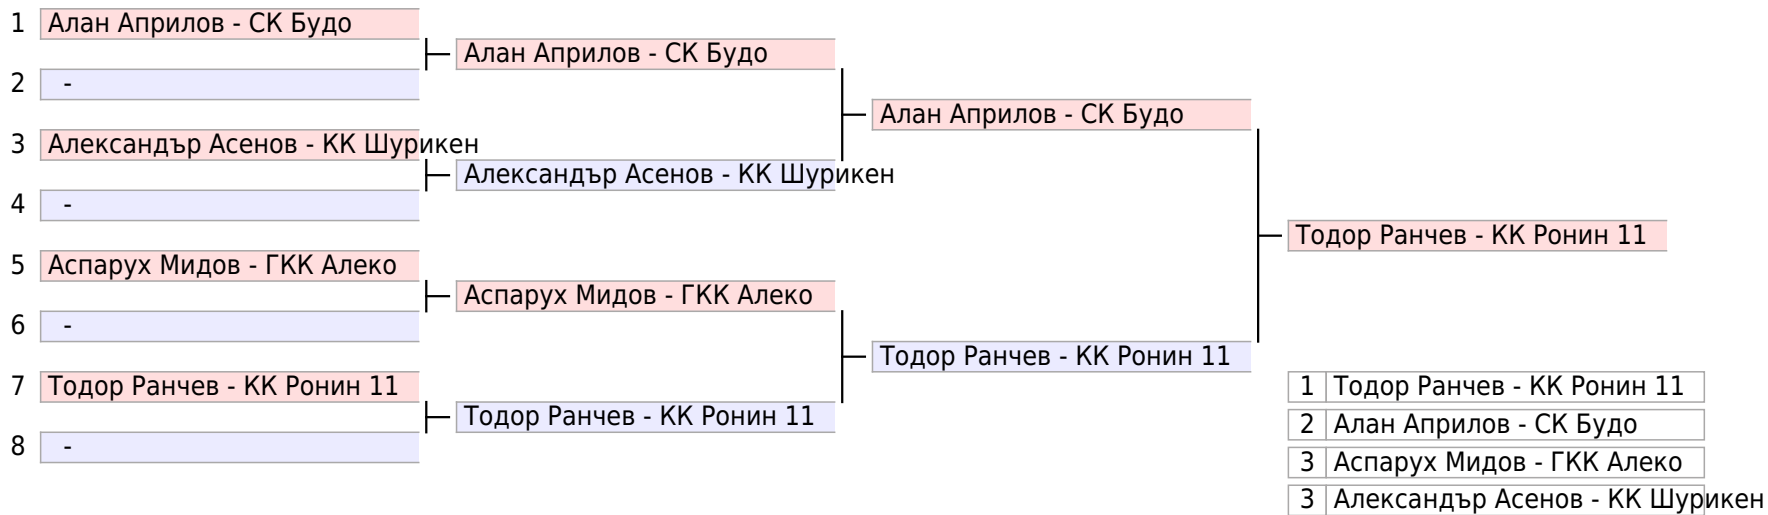 1 Алан Априлов - СК Будо
Алан Априлов - СК Будо
2 -
Алан Априлов - СК Будо
3 Александър Асенов - КК Шурикен
Александър Асенов - КК Шурикен
4 -
Тодор Ранчев - КК Ронин 11
5 Аспарух Мидов - ГКК Алеко
Аспарух Мидов - ГКК Алеко
6 -
Тодор Ранчев - КК Ронин 11
7 Тодор Ранчев - КК Ронин 11
Тодор Ранчев - КК Ронин 11
8 -
1 Тодор Ранчев - КК Ронин 11
2 Алан Априлов - СК Будо
3 Аспарух Мидов - ГКК Алеко
3 Александър Асенов - КК Шурикен